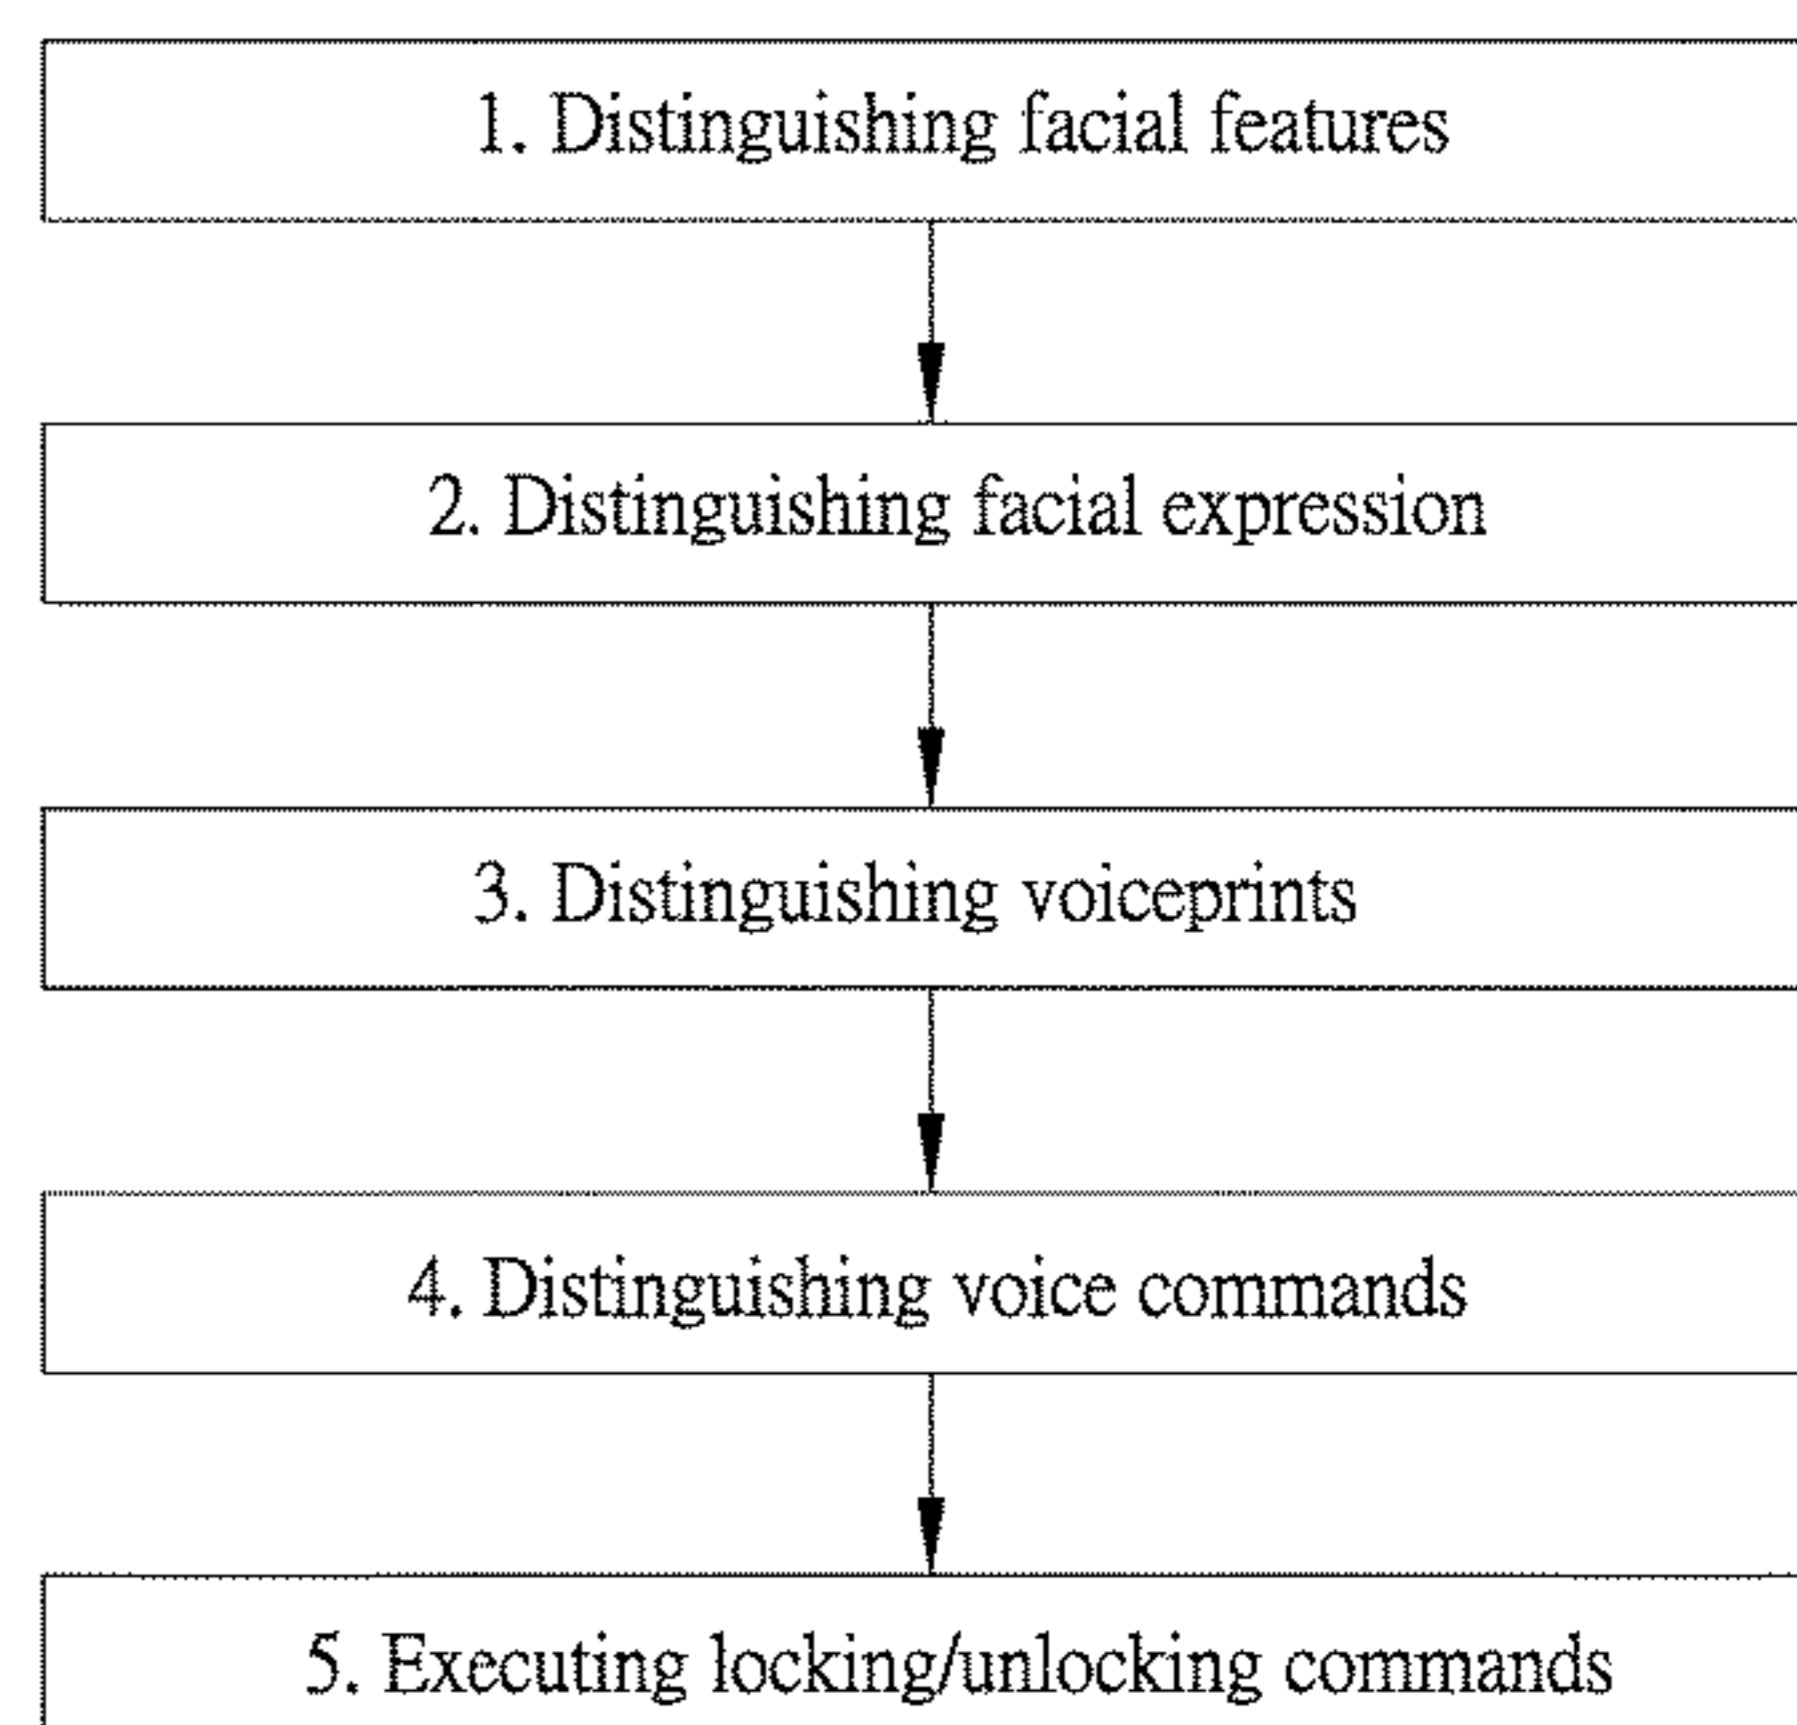 1. Distinguishing facial features
2. Distinguishing facial expression
3. Distinguishing voiceprints
4. Distinguishing voice commands
5. Executing locking/unlocking commands